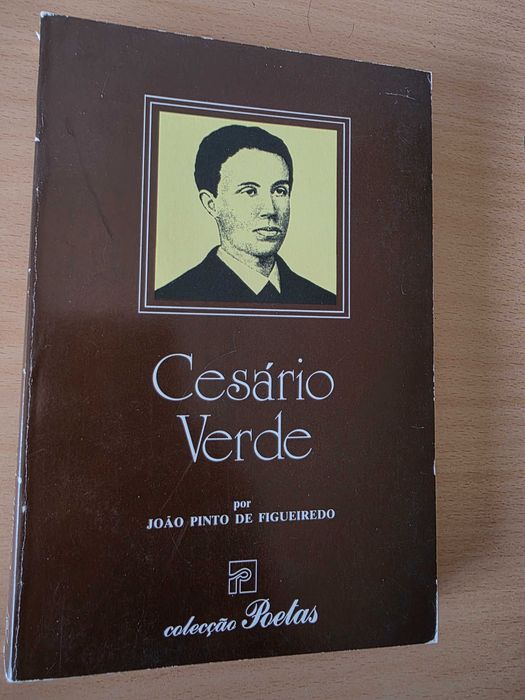 Cesário
Verde
por
JOÃO PINTO DE FIGUEIREDO
colecção Poetas